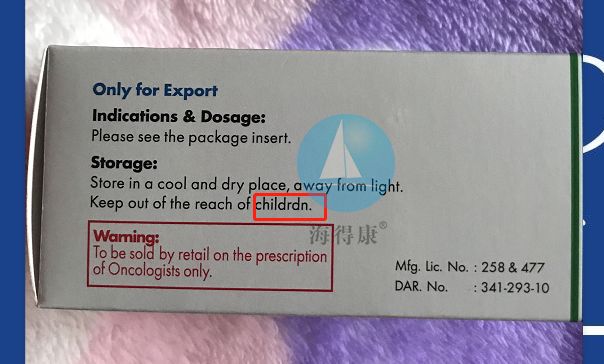 Only for Export
Indications & Dosage:
Please see the package insert.
Storage:
Store in a cool and dry place, away from light.
Keep out of the reach of childrdn.
海得康®
Warning:
To be sold by retail on the prescription
of Oncologists only.
Mfg. Lic. No. : 258 & 477
DAR. No. : 341-293-10